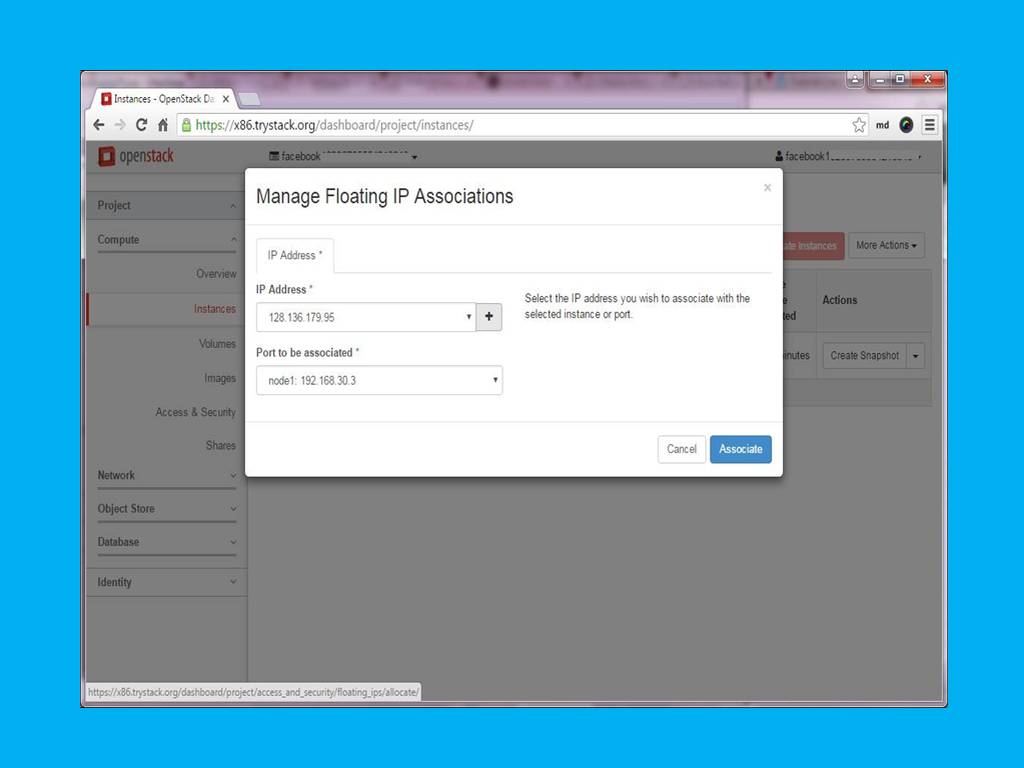 Instances - OpenStack Da
https://x86.trystack.org/dashboard/project/instances/
md
openstack
facebook
facebook1
Manage Floating IP Associations
×
Project
Compute
Overview
Instances
Volumes
Images
Access & Security
Shares
Network
Object Store
Database
Identity
IP Address *
IP Address *
128.136.179.95
+
Port to be associated *
node1: 192.168.30.3
Select the IP address you wish to associate with the
selected instance or port.
Cancel
Associate
ate Instances
More Actions
Actions
inutes
Create Snapshot
https://x86.trystack.org/dashboard/project/access_and_security/floating_ips/allocate/